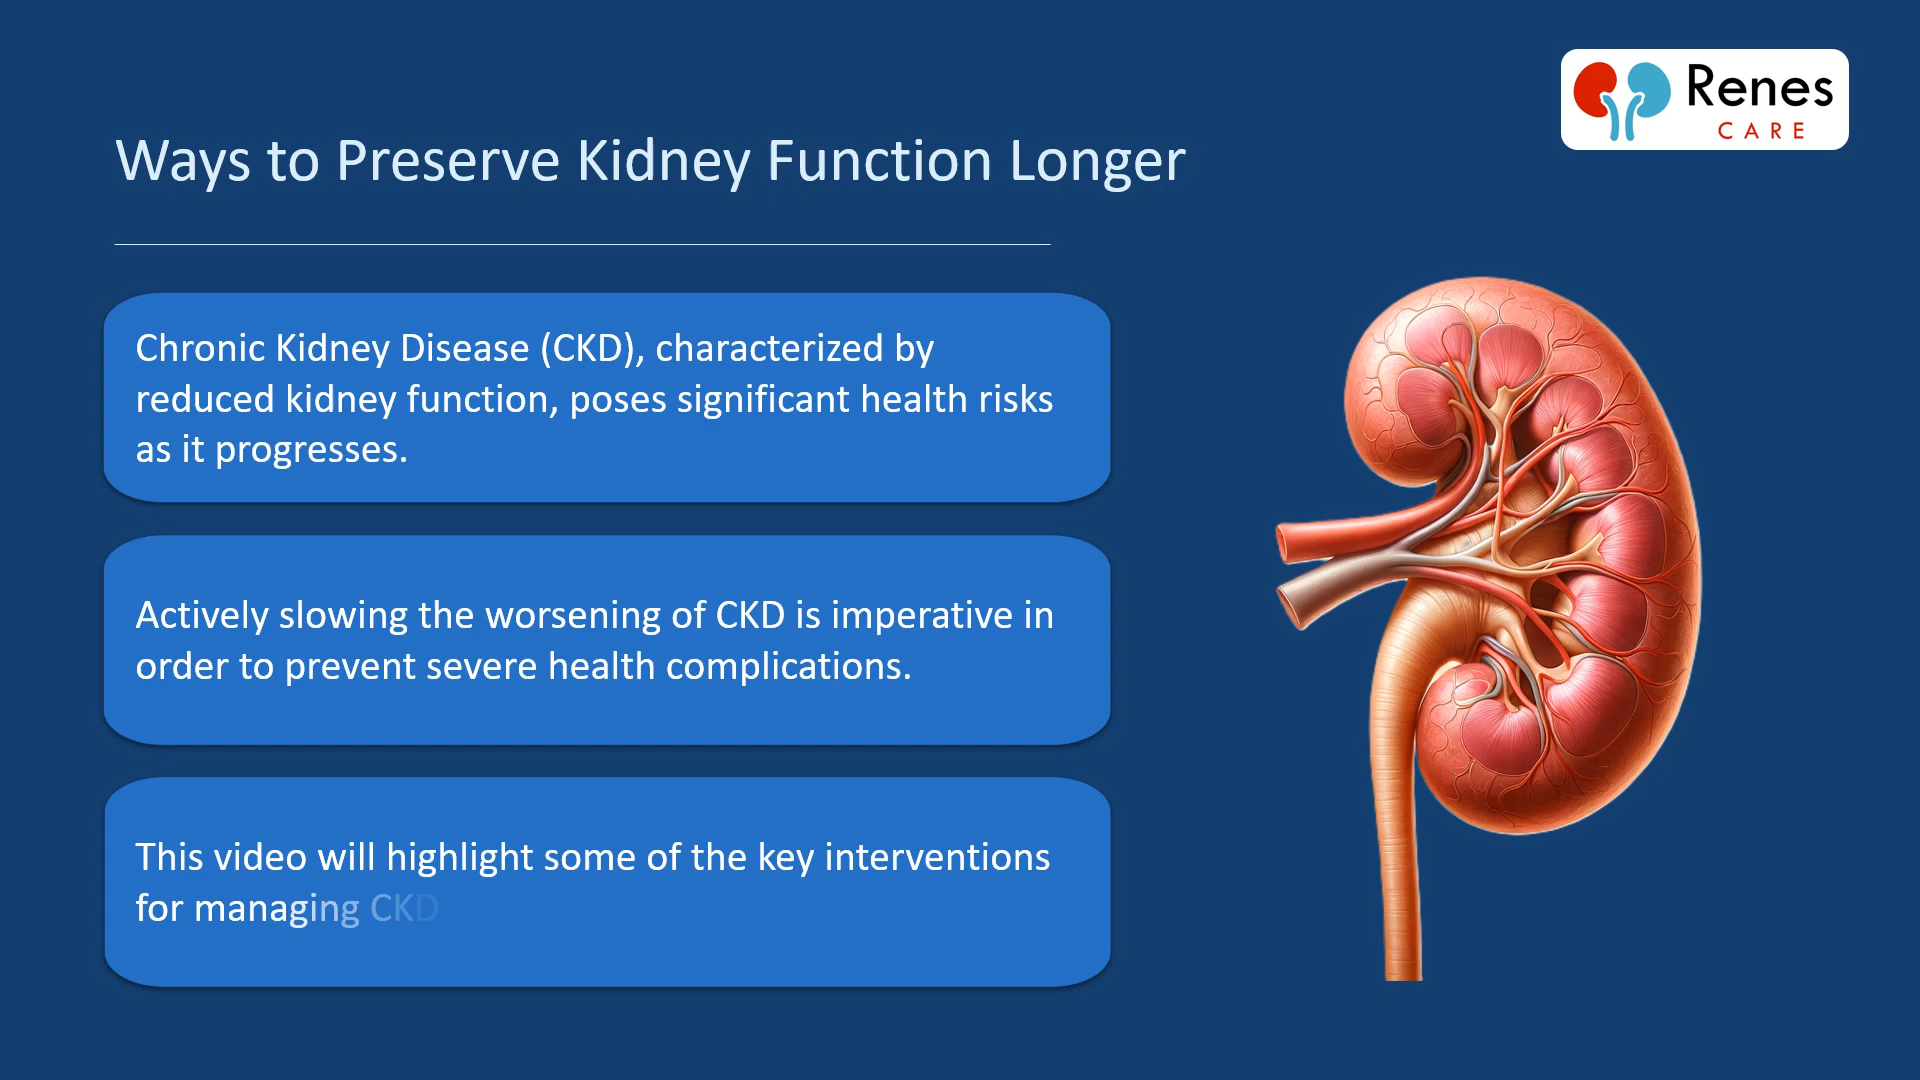 Renes
CARE
Ways to Preserve Kidney Function Longer
Chronic Kidney Disease (CKD), characterized by
reduced kidney function, poses significant health risks
as it progresses.
Actively slowing the worsening of CKD is imperative in
order to prevent severe health complications.
This video will highlight some of the key interventions
for managing CKD